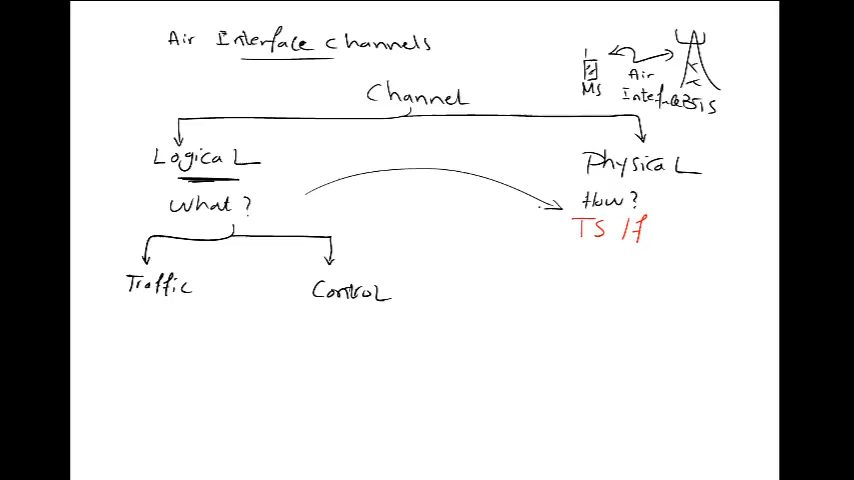 Air Interface Channels
MS
Air
Interface
BTS
Channel
Logical
Physical
What?
How?
TS / f
Traffic
Control